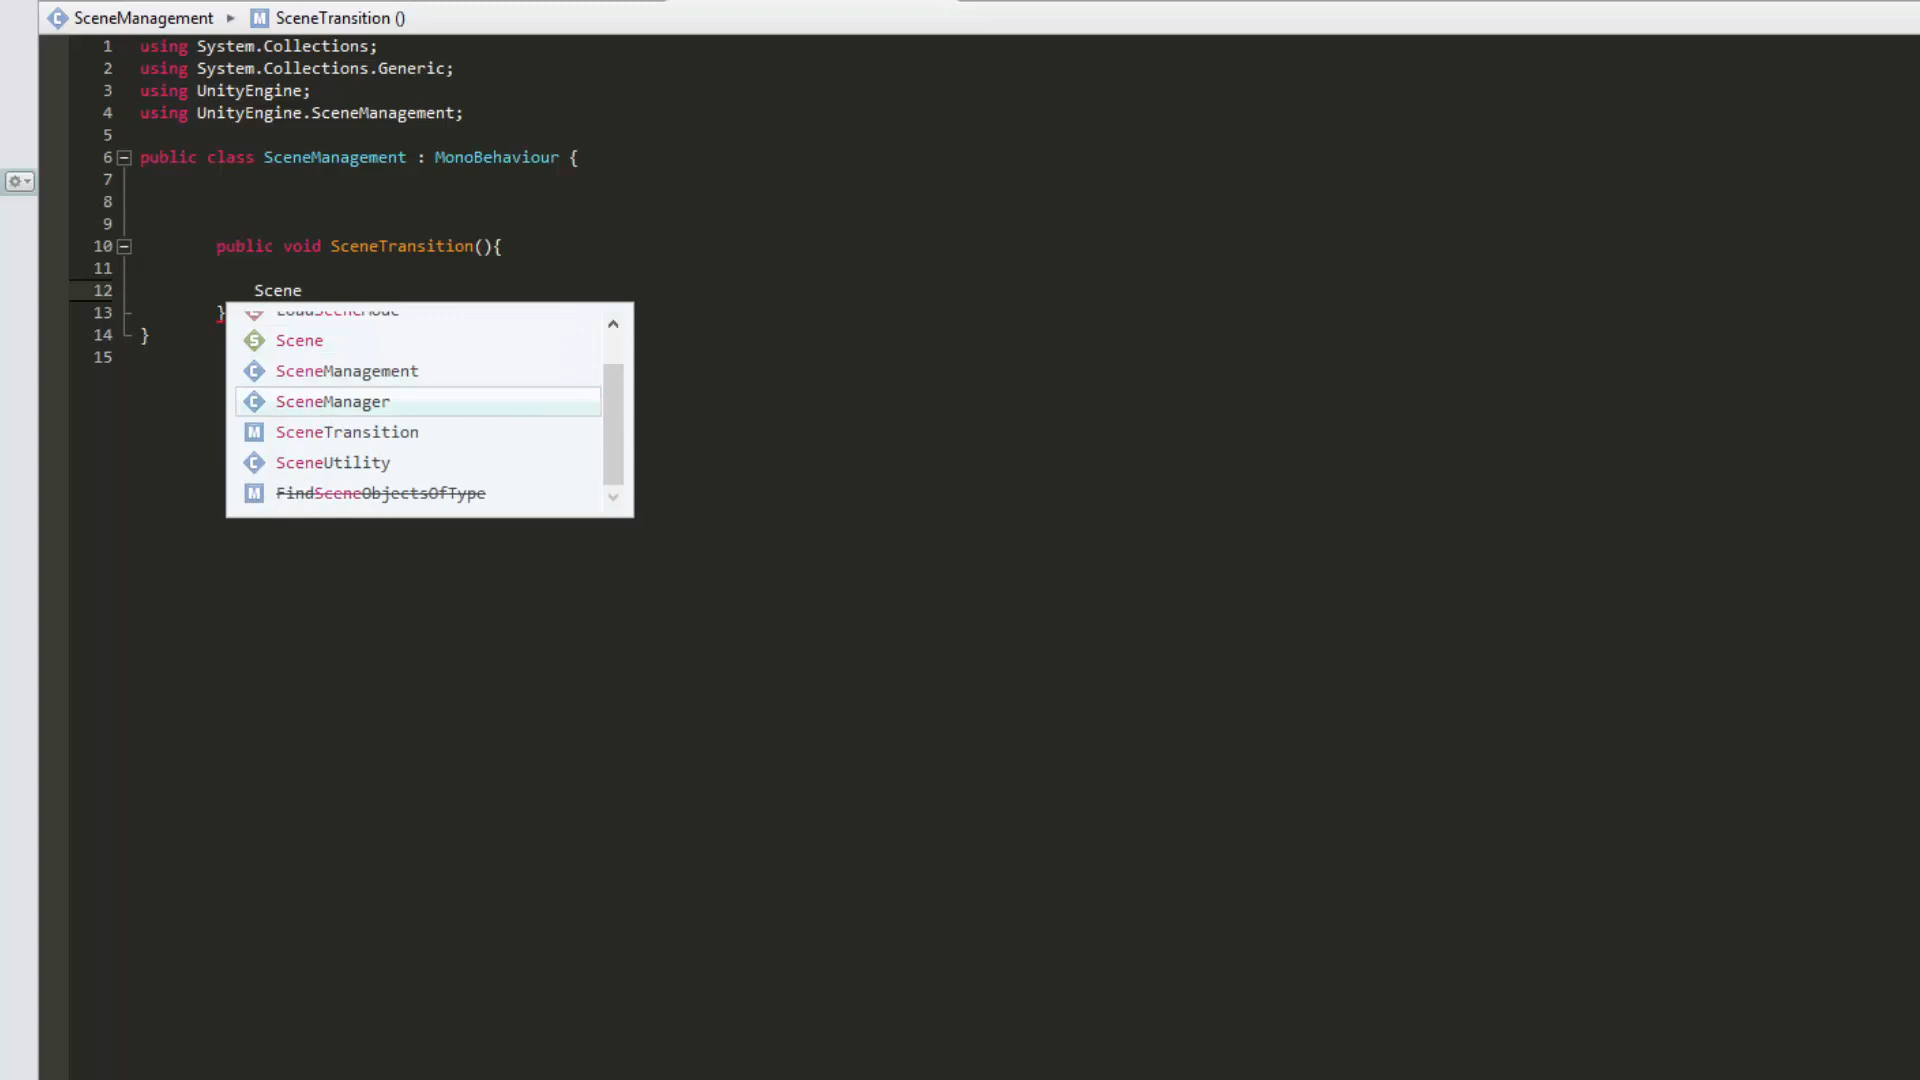 SceneManagement ▸ SceneTransition ()
1 using System.Collections;
2 using System.Collections.Generic;
3 using UnityEngine;
4 using UnityEngine.SceneManagement;
5
6 public class SceneManagement : MonoBehaviour {
7
8
9
10 public void SceneTransition(){
11
12 Scene
13 }
14 }
15
LoadSceneMode
Scene
SceneManagement
SceneManager
SceneTransition
SceneUtility
FindSceneObjectsOfType